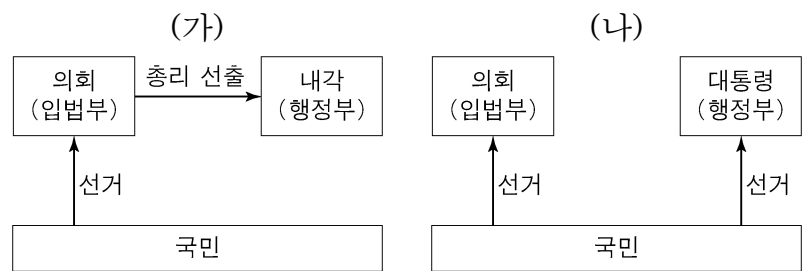 (가)
의회
(입법부)
총리 선출
내각
(행정부)
선거
국민
(나)
의회
(입법부)
대통령
(행정부)
선거
선거
국민